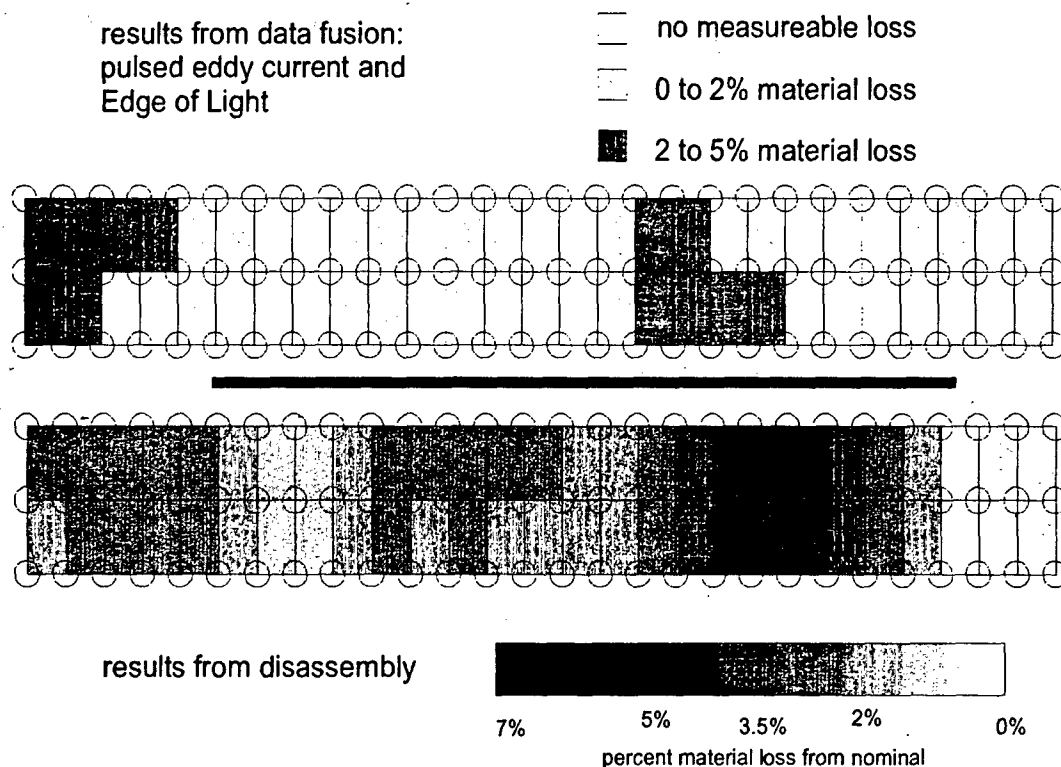 results from data fusion:
pulsed eddy current and
Edge of Light
no measureable loss
0 to 2% material loss
2 to 5% material loss
results from disassembly
7% 5% 3.5% 2% 0%
percent material loss from nominal